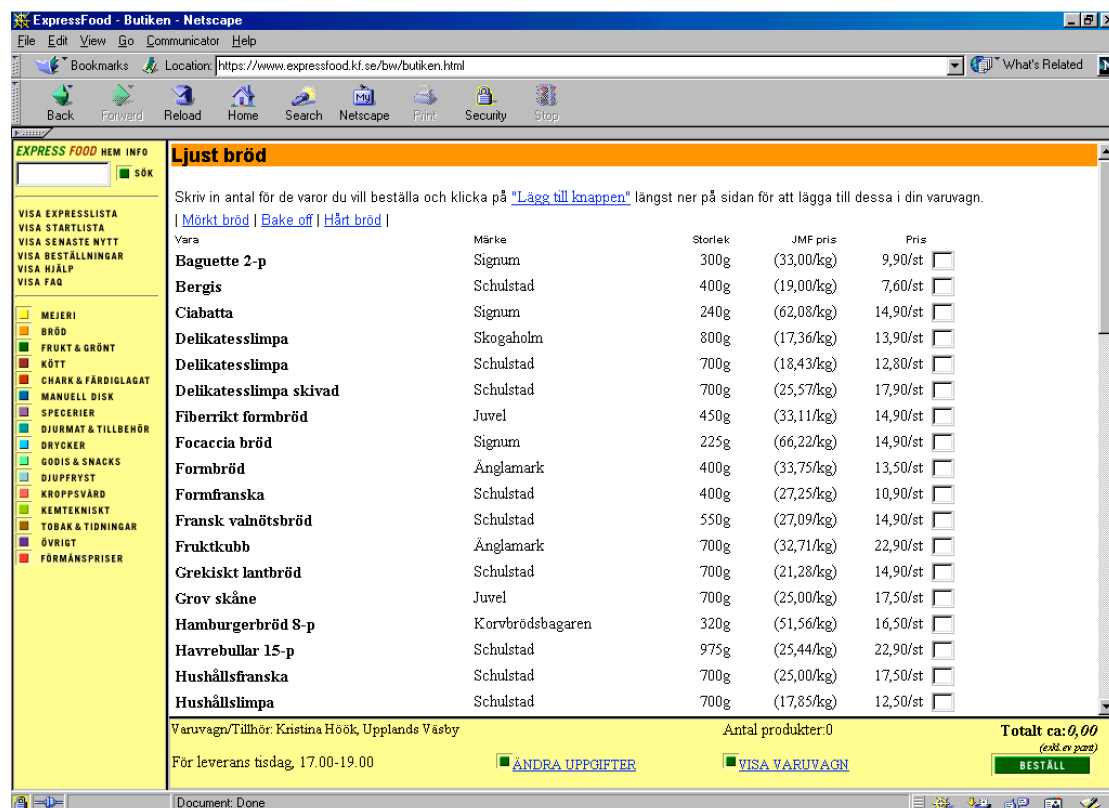 ExpressFood - Butiken - Netscape
File Edit View Go Communicator Help
Bookmarks Location: https://www.expressfood.kf.se/bw/butiken.html What's Related
Back Forward Reload Home Search Netscape Print Security Stop
EXPRESS FOOD HEM INFO
SÖK
VISA EXPRESSLISTA
VISA STARTLISTA
VISA SENASTE NYTT
VISA BESTÄLLNINGAR
VISA HJÄLP
VISA FAQ
MEJERI
BRÖD
FRUKT & GRÖNT
KÖTT
CHARK & FÄRDIGLAGAT
MANUELL DISK
SPECERIER
DJURMAT & TILLBEHÖR
DRYCKER
GODIS & SNACKS
DJUPFRYST
KROPPSVÅRD
KEMTEKNISKT
TOBAK & TIDNINGAR
ÖVRIGT
FÖRMÅNSPRISER
Ljust bröd
Skriv in antal för de varor du vill beställa och klicka på "Lägg till knappen" längst ner på sidan för att lägga till dessa i din varuvagn.
| Mörkt bröd | Bake off | Hårt bröd |
Vara Märke Storlek JMF pris Pris
Baguette 2-p Signum 300g (33,00/kg) 9,90/st
Bergis Schulstad 400g (19,00/kg) 7,60/st
Ciabatta Signum 240g (62,08/kg) 14,90/st
Delikatesslimpa Skogaholm 800g (17,36/kg) 13,90/st
Delikatesslimpa Schulstad 700g (18,43/kg) 12,80/st
Delikatesslimpa skivad Schulstad 700g (25,57/kg) 17,90/st
Fiberrikt formbröd Juvel 450g (33,11/kg) 14,90/st
Focaccia bröd Signum 225g (66,22/kg) 14,90/st
Formbröd Änglamark 400g (33,75/kg) 13,50/st
Formfranska Schulstad 400g (27,25/kg) 10,90/st
Fransk valnötsbröd Schulstad 550g (27,09/kg) 14,90/st
Fruktkubb Änglamark 700g (32,71/kg) 22,90/st
Grekiskt lantbröd Schulstad 700g (21,28/kg) 14,90/st
Grov skåne Juvel 700g (25,00/kg) 17,50/st
Hamburgerbröd 8-p Korvbrödsbagaren 320g (51,56/kg) 16,50/st
Havrebullar 15-p Schulstad 975g (25,44/kg) 22,90/st
Hushållsfranska Schulstad 700g (25,00/kg) 17,50/st
Hushållslimpa Schulstad 700g (17,85/kg) 12,50/st
Varuvagn/Tillhör: Kristina Höök, Upplands Väsby Antal produkter:0 Totalt ca:0,00
(exkl. ev pant)
För leverans tisdag, 17.00-19.00 ÄNDRA UPPGIFTER VISA VARUVAGN BESTÄLL
Document: Done